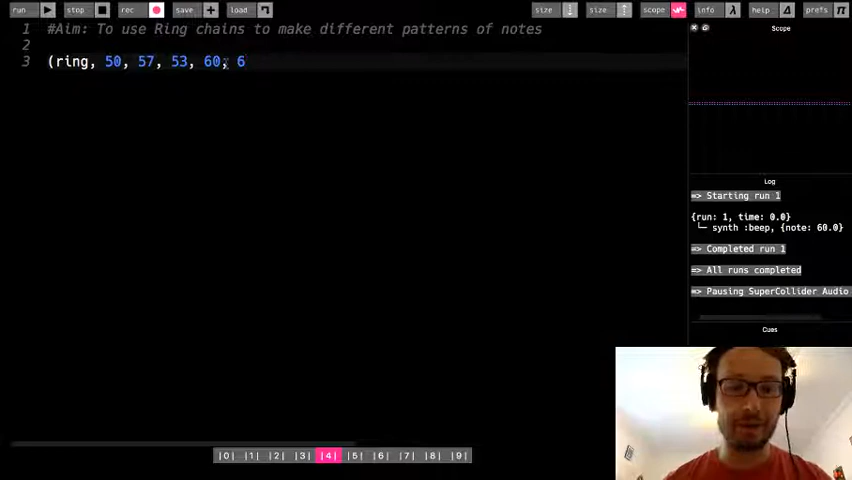 run stop rec save load size size scope info help prefs
1 #Aim: To use Ring chains to make different patterns of notes
2
3 (ring, 50, 57, 53, 60, 6
Scope
Log
=> Starting run 1
{run: 1, time: 0.0}
└─ synth :beep, {note: 60.0}
=> Completed run 1
=> All runs completed
=> Pausing SuperCollider Audio
Cues
|0| |1| |2| |3| |4| |5| |6| |7| |8| |9|